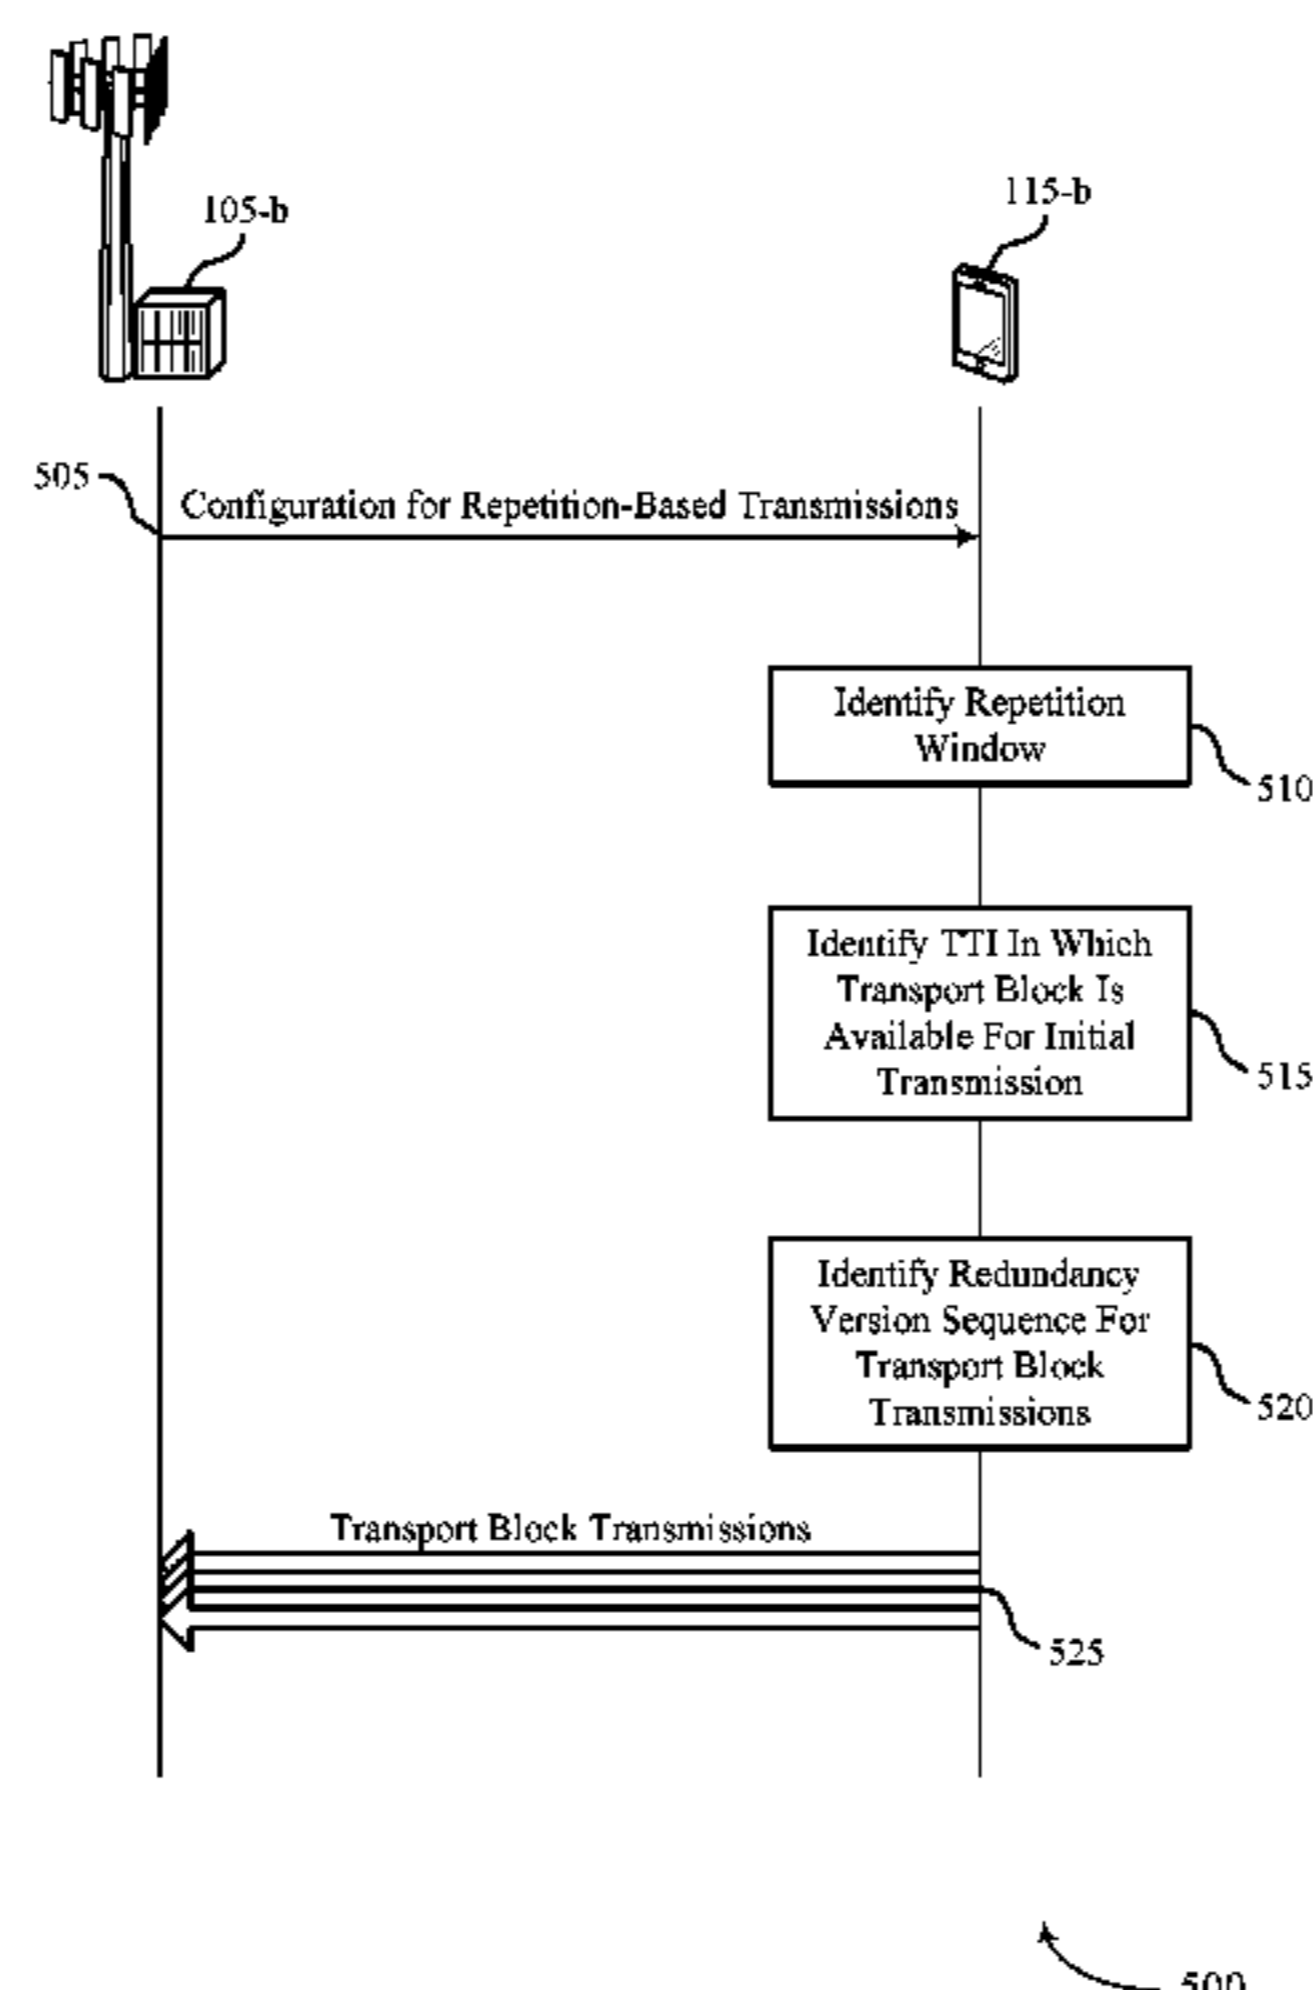 105-b
115-b
505
Configuration for Repetition-Based Transmissions
Identify Repetition
Window
510
Identify TTI In Which
Transport Block Is
Available For Initial
Transmission
515
Identify Redundancy
Version Sequence For
Transport Block
Transmissions
520
Transport Block Transmissions
525
500